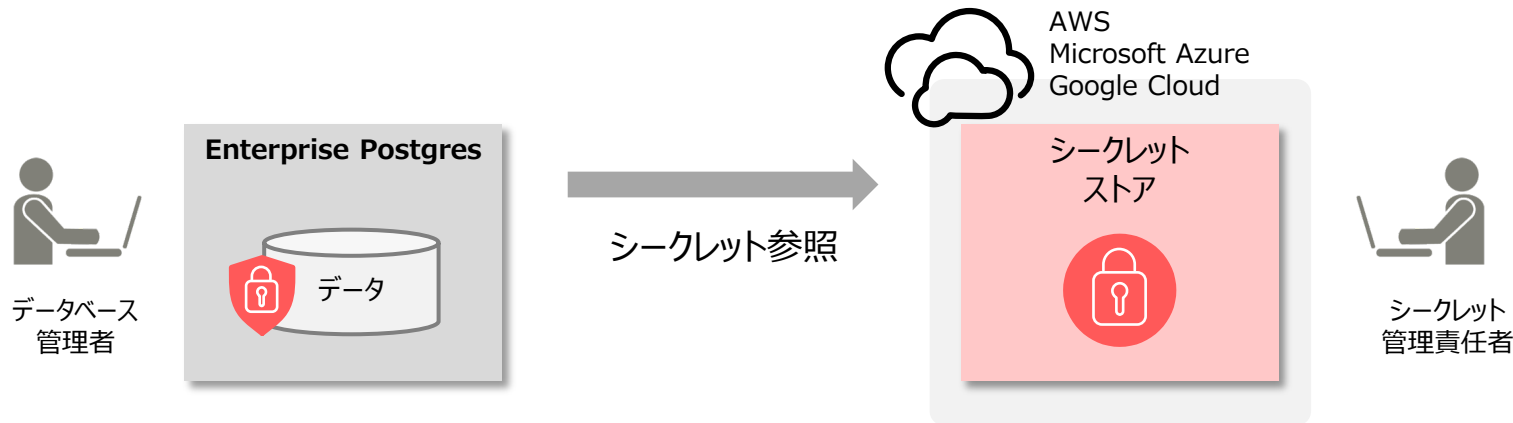 AWS
Microsoft Azure
Google Cloud
Enterprise Postgres
シークレット
ストア
シークレット参照
データ
データベース
管理者
シークレット
管理責任者